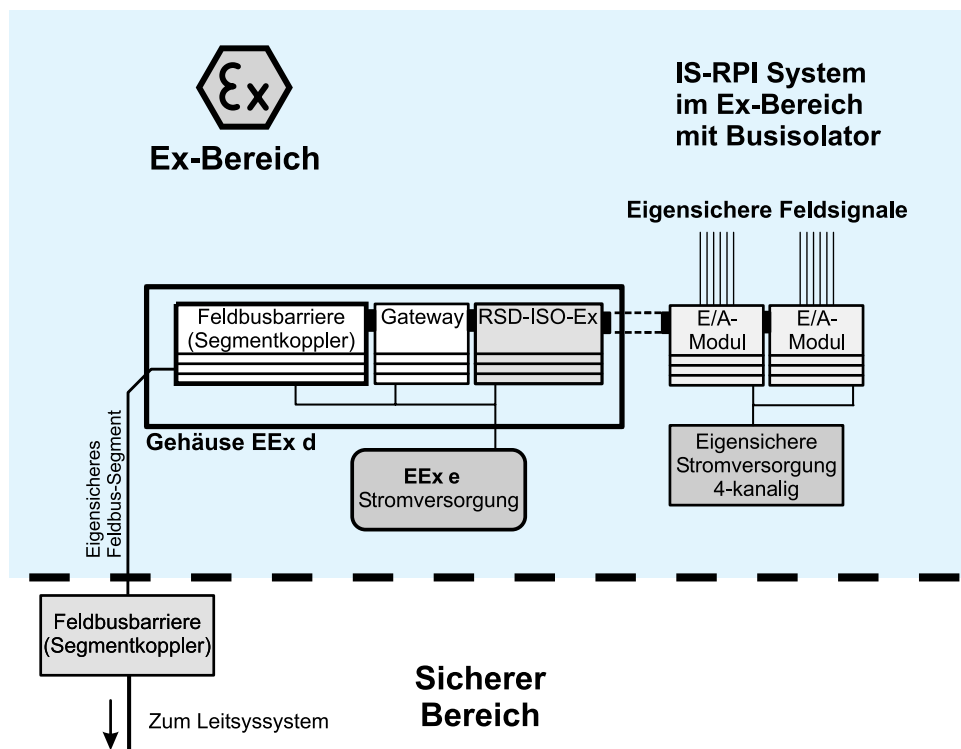 Ex
Ex-Bereich
IS-RPI System
im Ex-Bereich
mit Busisolator
Eigensichere Feldsignale
Feldbusbarriere
(Segmentkoppler)
Gateway
RSD-ISO-Ex
E/A-
Modul
E/A-
Modul
Gehäuse EEx d
EEx e
Stromversorgung
Eigensichere
Stromversorgung
4-kanalig
Eigensicheres
Feldbus-Segment
Feldbusbarriere
(Segmentkoppler)
Sicherer
Bereich
Zum Leitsyssystem